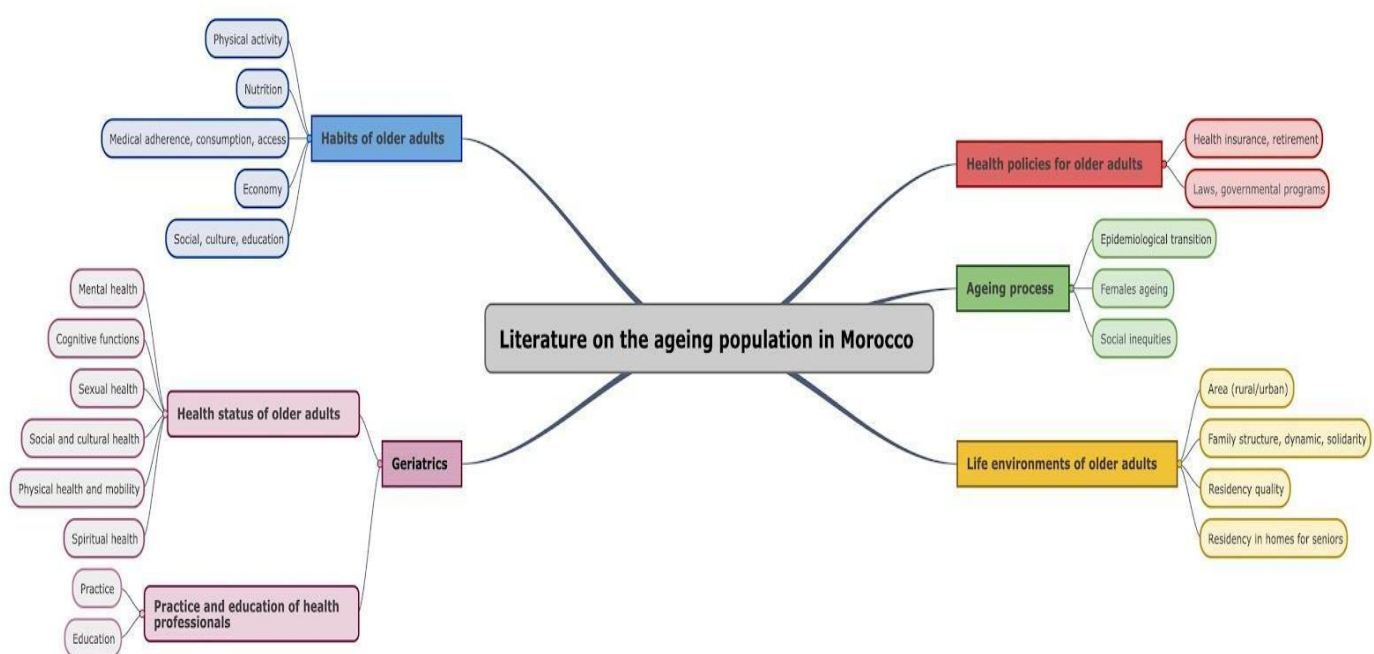 Literature on the ageing population in Morocco
Habits of older adults
Physical activity
Nutrition
Medical adherence, consumption, access
Economy
Social, culture, education
Geriatrics
Health status of older adults
Mental health
Cognitive functions
Sexual health
Social and cultural health
Physical health and mobility
Spiritual health
Practice and education of health
professionals
Practice
Education
Health policies for older adults
Health insurance, retirement
Laws, governmental programs
Ageing process
Epidemiological transition
Females ageing
Social inequities
Life environments of older adults
Area (rural/urban)
Family structure, dynamic, solidarity
Residency quality
Residency in homes for seniors